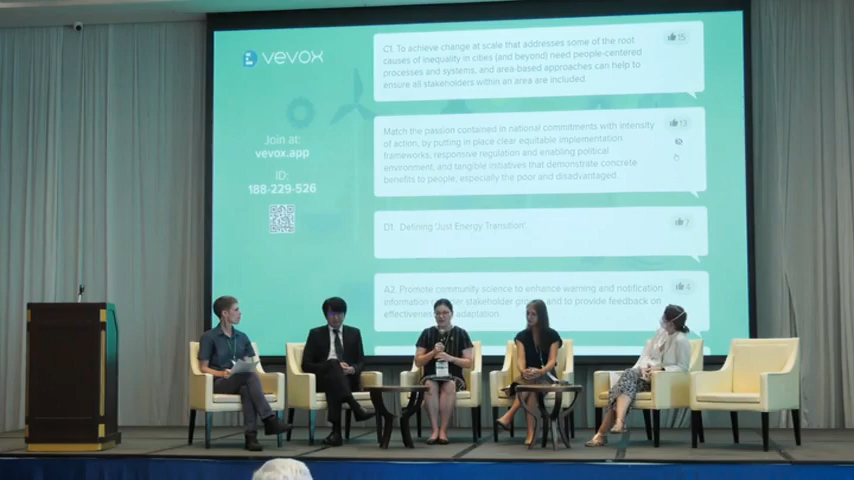 vevox
Join at:
vevox.app
ID:
188-229-526
C1. To achieve change at scale that addresses some of the root
causes of inequality in cities (and beyond) need people-centered
processes and systems, and area-based approaches can help to
ensure all stakeholders within an area are included.
15
Match the passion contained in national commitments with intensity
of action, by putting in place clear equitable implementation
frameworks, responsive regulation and enabling political
environment, and tangible initiatives that demonstrate concrete
benefits to people, especially the poor and disadvantaged.
13
D1. Defining 'Just Energy Transition'.
7
A2. Promote community science to enhance warning and notification
information stakeholder and to provide feedback on
adaptation.
4